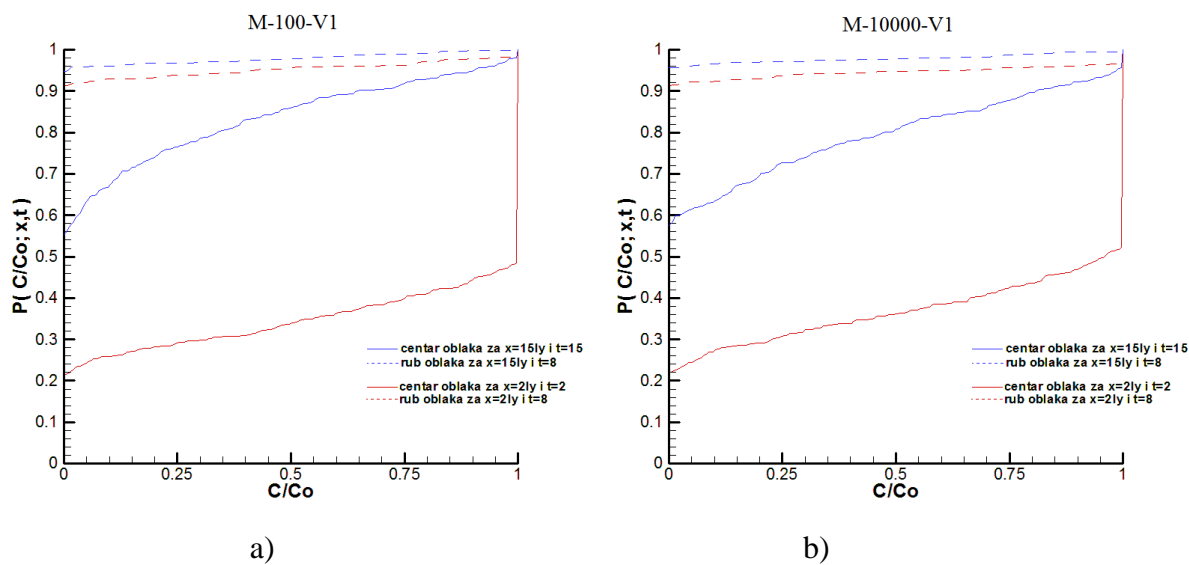 M-100-V1
1
0.9
0.8
0.7
0.6
0.5
0.4
0.3
0.2
0.1
0
P( C/Co; x,t )
0
0.25
0.5
0.75
1
C/Co
centar oblaka za x=15ly i t=15
rub oblaka za x=15ly i t=8
centar oblaka za x=2ly i t=2
rub oblaka za x=2ly i t=8
a)
M-10000-V1
1
0.9
0.8
0.7
0.6
0.5
0.4
0.3
0.2
0.1
0
P( C/Co; x,t )
0
0.25
0.5
0.75
1
C/Co
centar oblaka za x=15ly i t=15
rub oblaka za x=15ly i t=8
centar oblaka za x=2ly i t=2
rub oblaka za x=2ly i t=8
b)